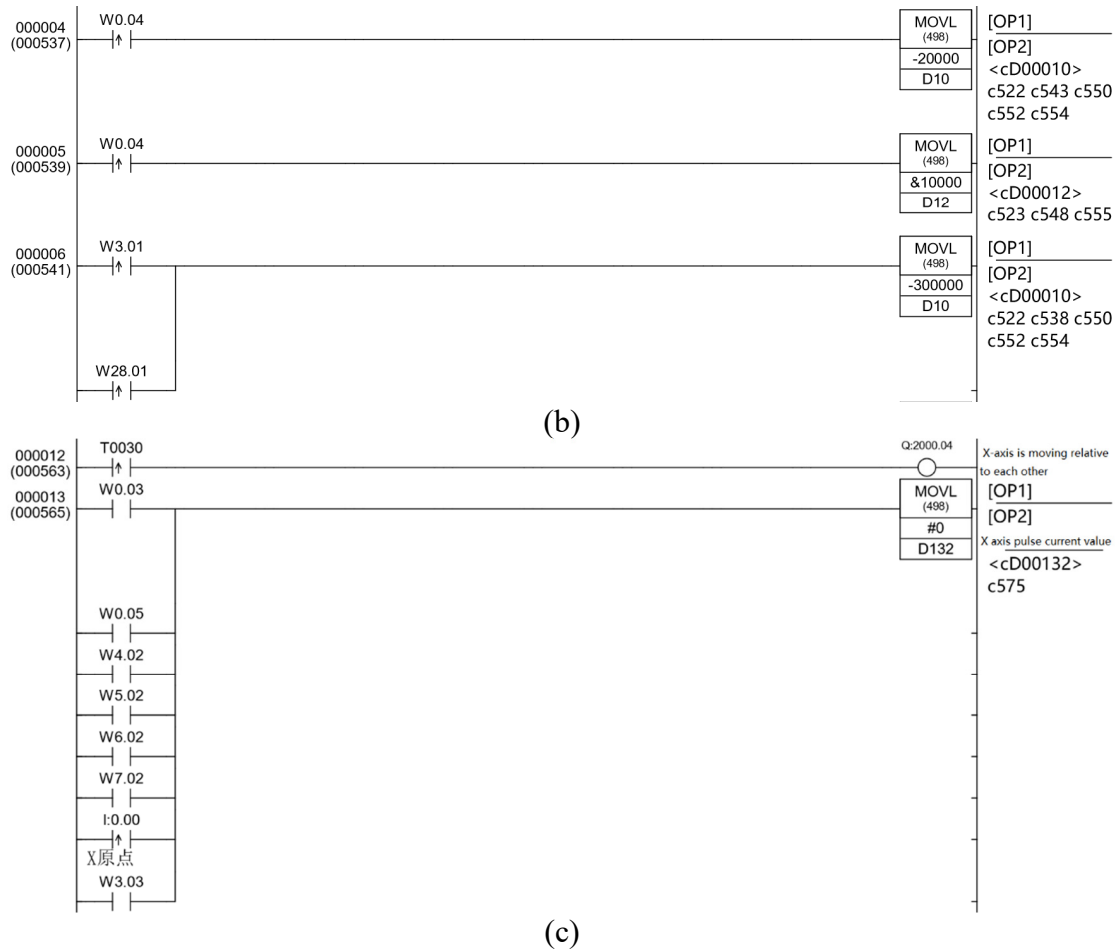 000004
(000537)
W0.04
MOVL
(498)
-20000
D10
[OP1]
[OP2]
<cD00010>
c522 c543 c550
c552 c554
000005
(000539)
W0.04
MOVL
(498)
&10000
D12
[OP1]
[OP2]
<cD00012>
c523 c548 c555
000006
(000541)
W3.01
W28.01
MOVL
(498)
-300000
D10
[OP1]
[OP2]
<cD00010>
c522 c538 c550
c552 c554
(b)
000012
(000563)
T0030
Q:2000.04
X-axis is moving relative
to each other
000013
(000565)
W0.03
W0.05
W4.02
W5.02
W6.02
W7.02
I:0.00
X原点
W3.03
MOVL
(498)
#0
D132
[OP1]
[OP2]
X axis pulse current value
<cD00132>
c575
(c)